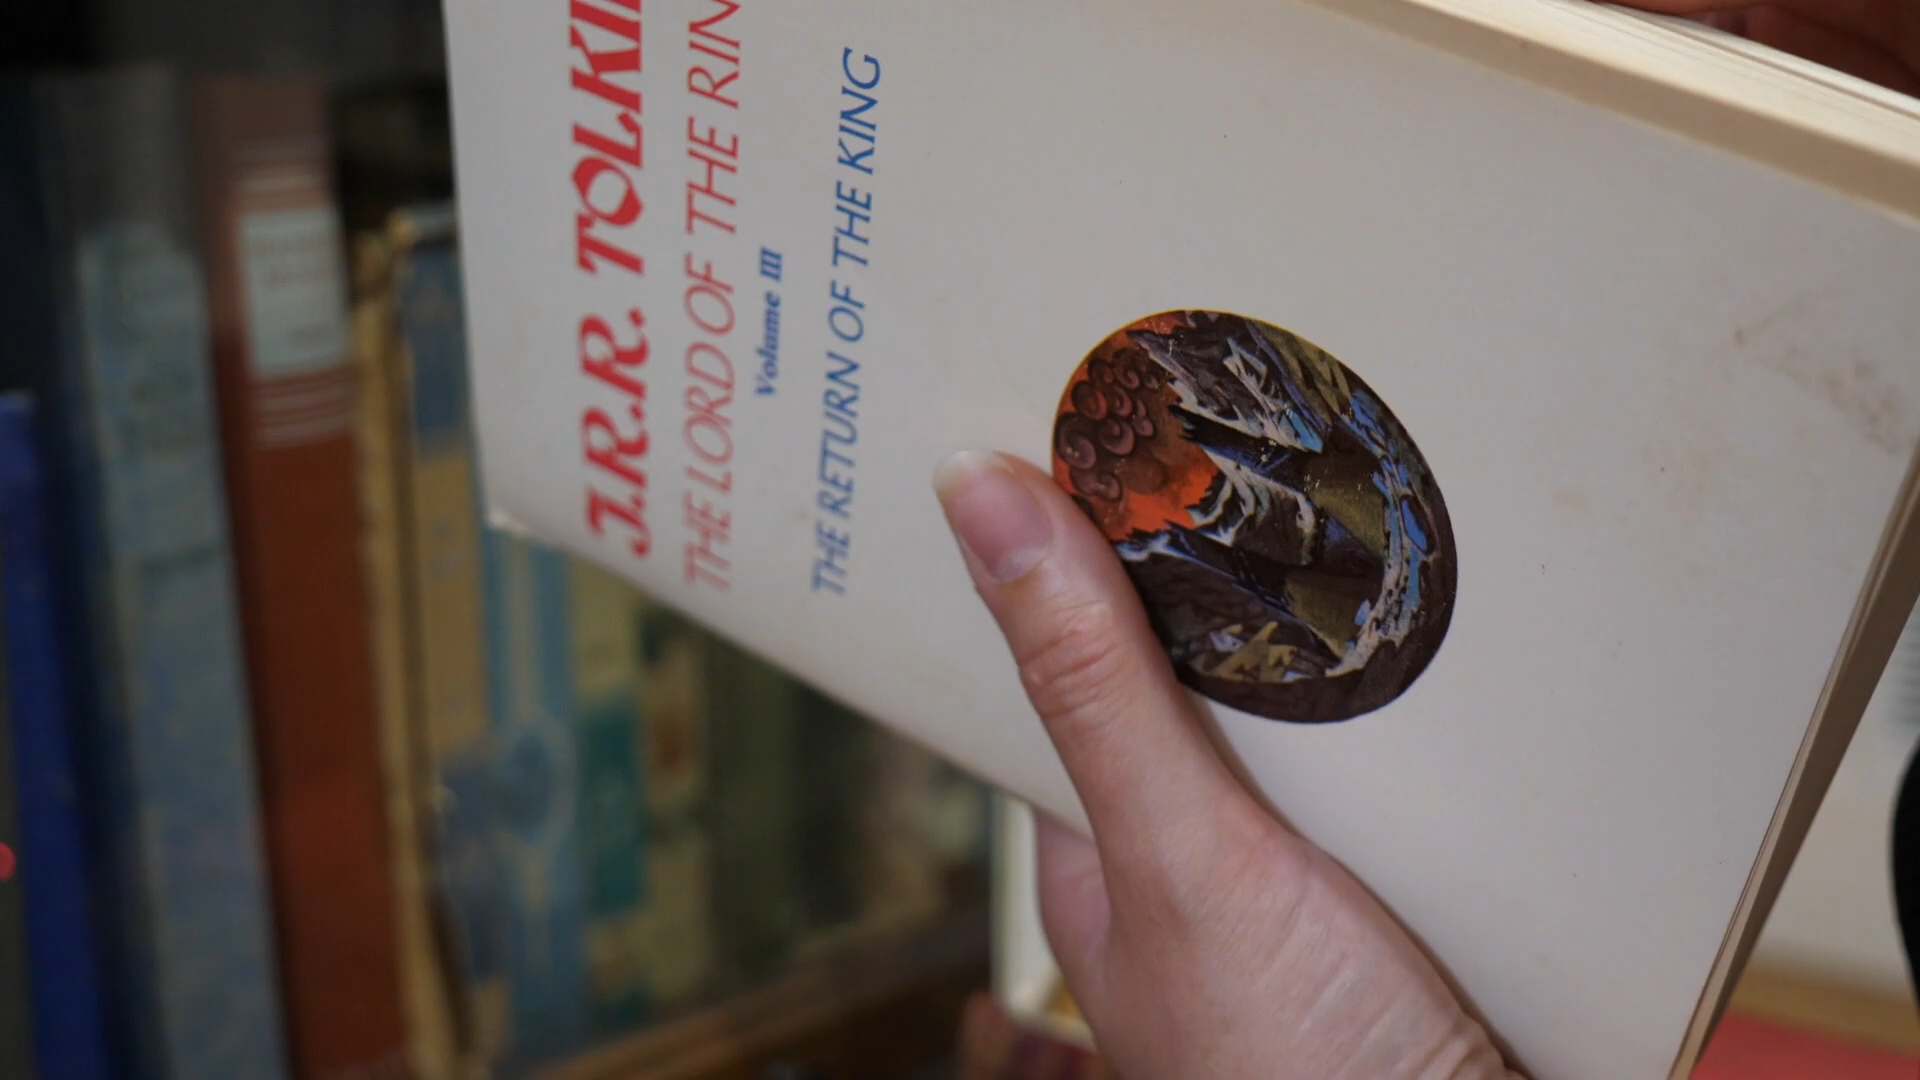 J.R.R. TOLKI
THE LORD OF THE RIN
Volume III
THE RETURN OF THE KING